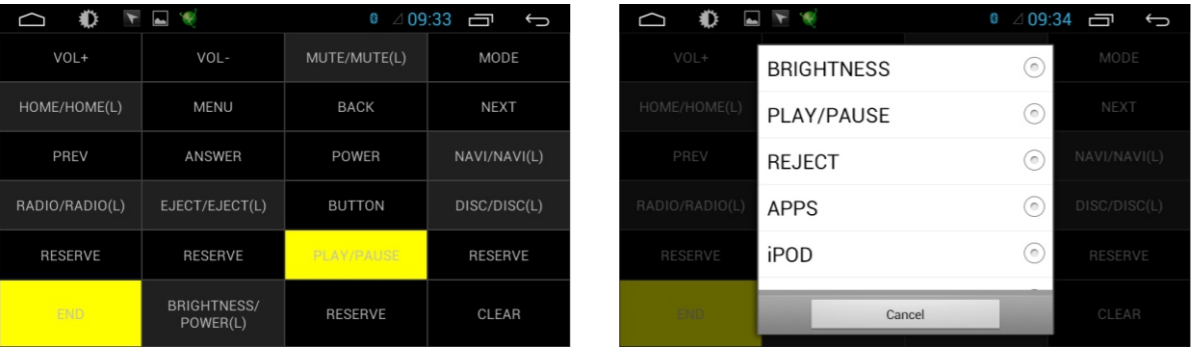 09:33
VOL+ VOL- MUTE/MUTE(L) MODE
HOME/HOME(L) MENU BACK NEXT
PREV ANSWER POWER NAVI/NAVI(L)
RADIO/RADIO(L) EJECT/EJECT(L) BUTTON DISC/DISC(L)
RESERVE RESERVE PLAY/PAUSE RESERVE
END BRIGHTNESS/ POWER(L) RESERVE CLEAR
09:34
VOL+ MODE
HOME/HOME(L) NEXT
PREV NAVI/NAVI(L)
RADIO/RADIO(L) DISC/DISC(L)
RESERVE RESERVE
END CLEAR
BRIGHTNESS
PLAY/PAUSE
REJECT
APPS
iPOD
Cancel